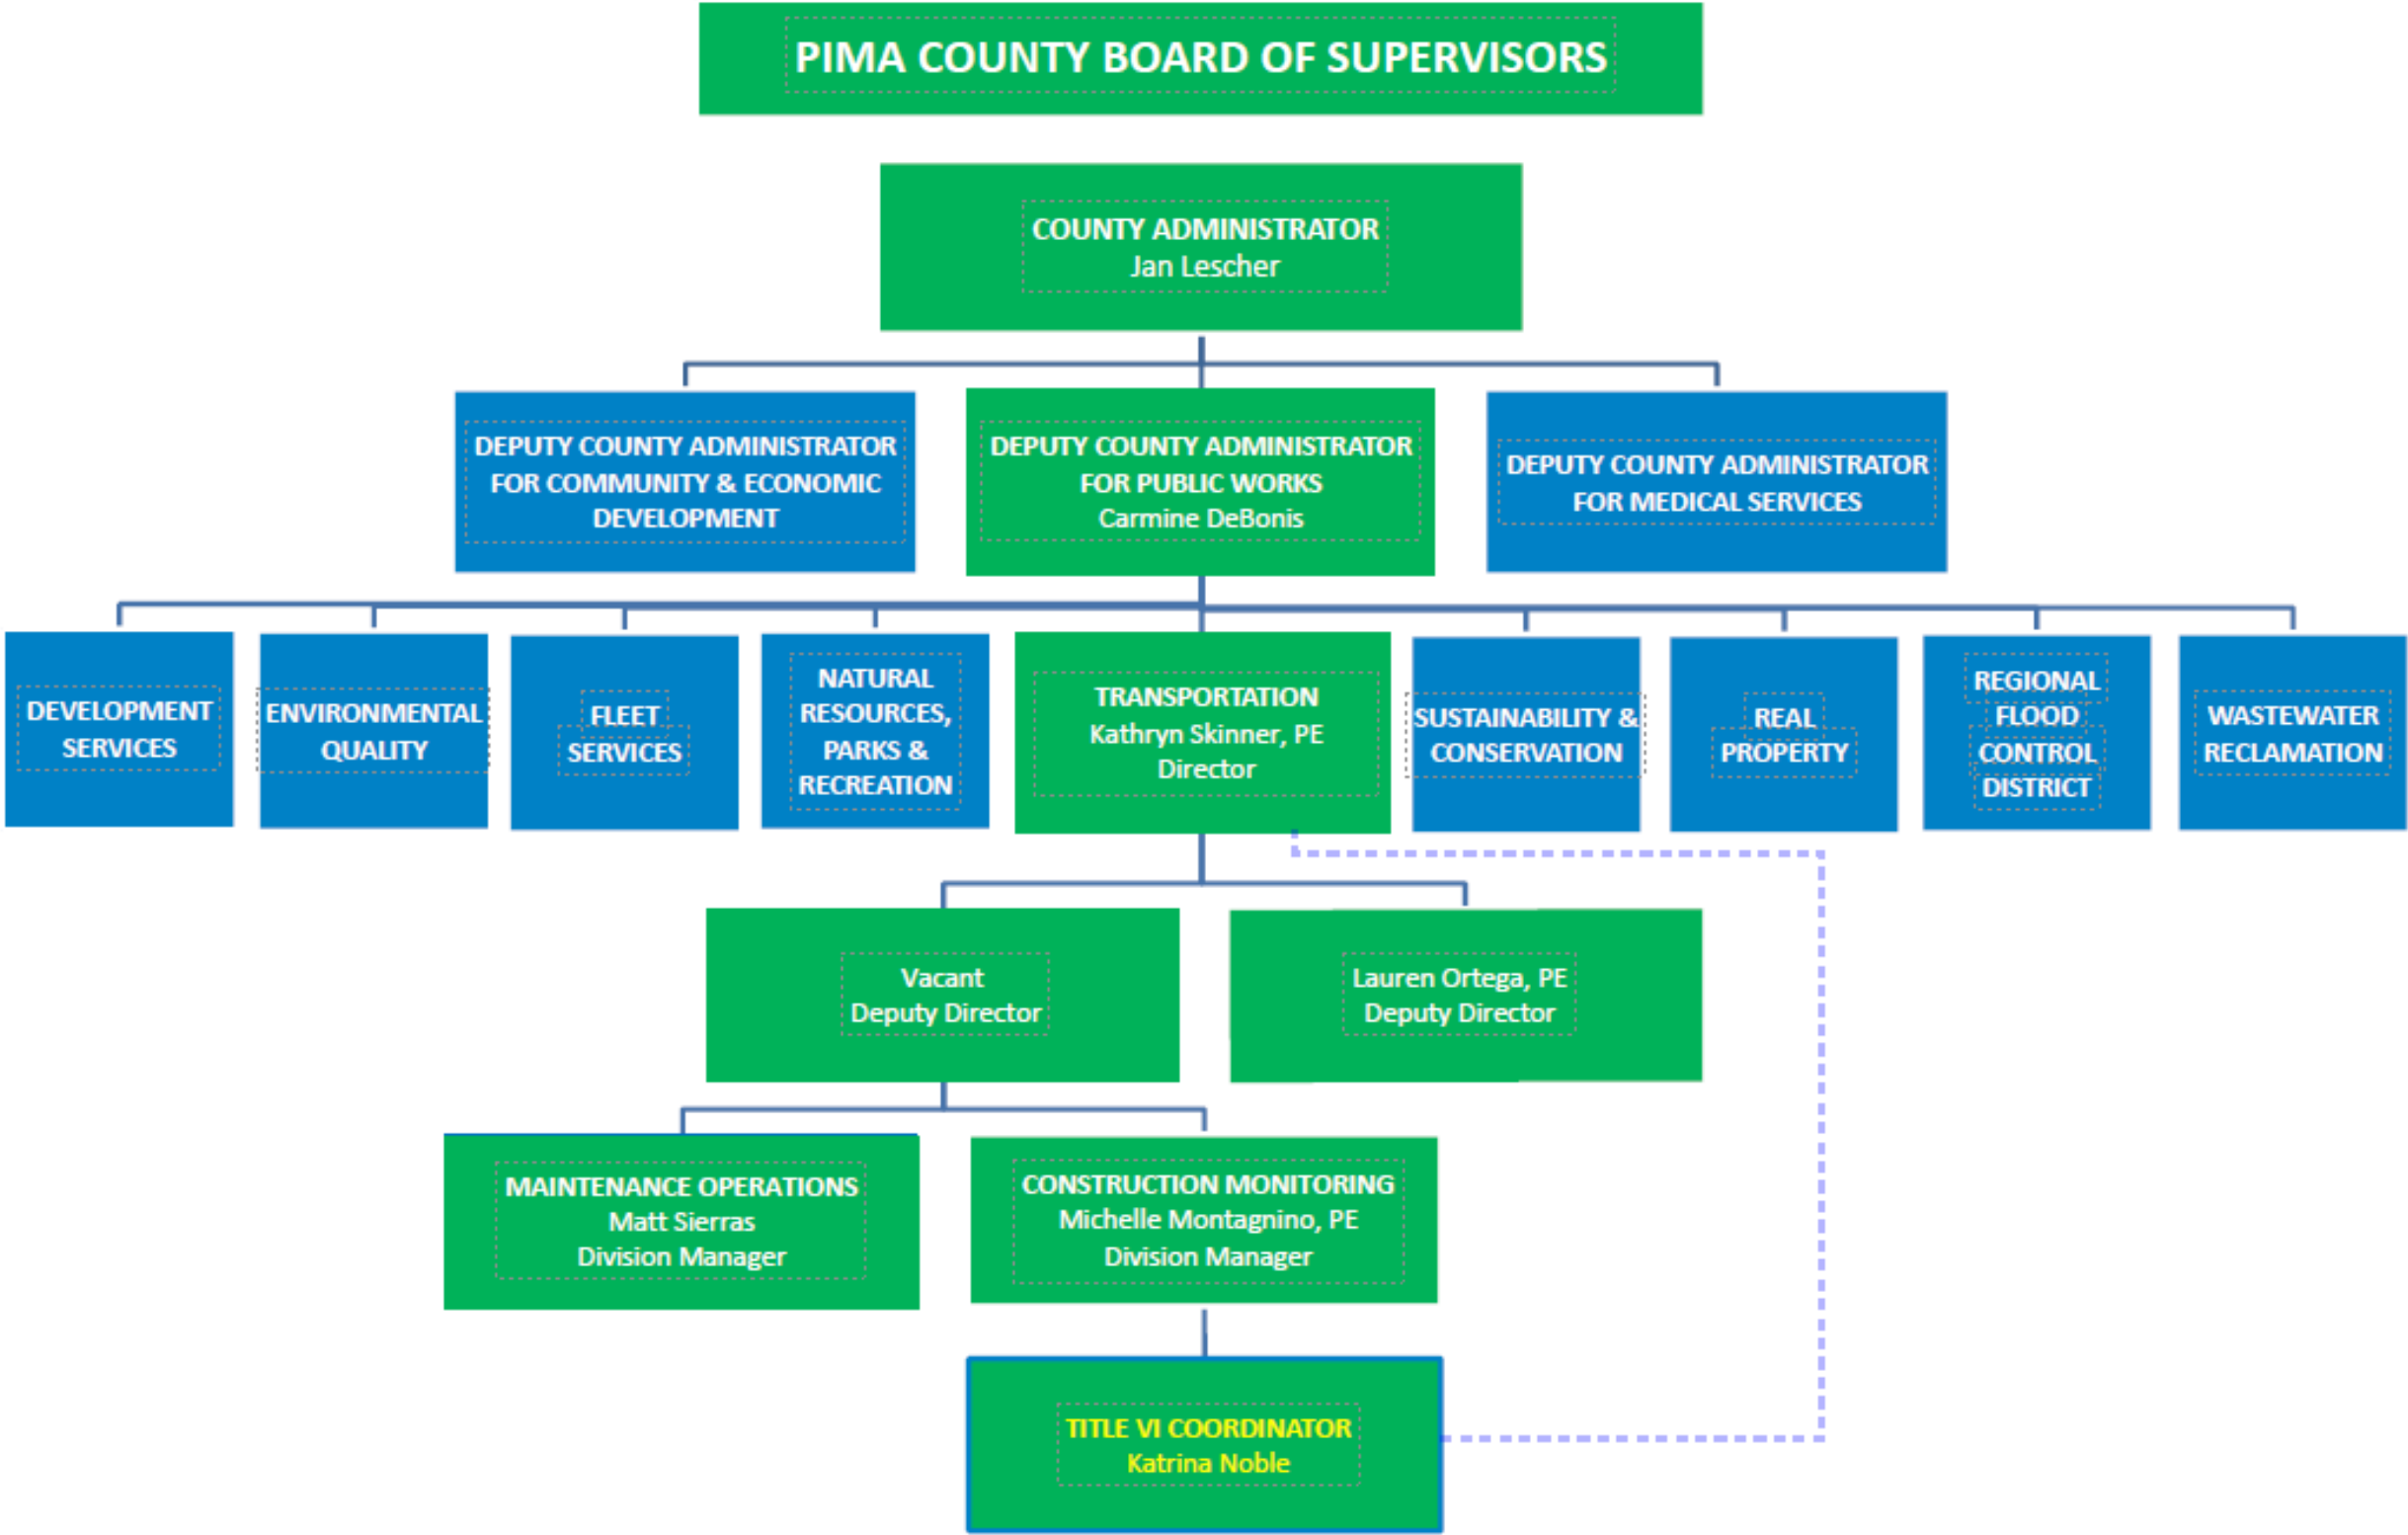 PIMA COUNTY BOARD OF SUPERVISORS
COUNTY ADMINISTRATOR
Jan Lescher
DEPUTY COUNTY ADMINISTRATOR
FOR COMMUNITY & ECONOMIC
DEVELOPMENT
DEPUTY COUNTY ADMINISTRATOR
FOR PUBLIC WORKS
Carmine DeBonis
DEPUTY COUNTY ADMINISTRATOR
FOR MEDICAL SERVICES
DEVELOPMENT
SERVICES
ENVIRONMENTAL
QUALITY
FLEET
SERVICES
NATURAL
RESOURCES,
PARKS &
RECREATION
TRANSPORTATION
Kathryn Skinner, PE
Director
SUSTAINABILITY &
CONSERVATION
REAL
PROPERTY
REGIONAL
FLOOD
CONTROL
DISTRICT
WASTEWATER
RECLAMATION
Vacant
Deputy Director
Lauren Ortega, PE
Deputy Director
MAINTENANCE OPERATIONS
Matt Sierras
Division Manager
CONSTRUCTION MONITORING
Michelle Montagnino, PE
Division Manager
TITLE VI COORDINATOR
Katrina Noble